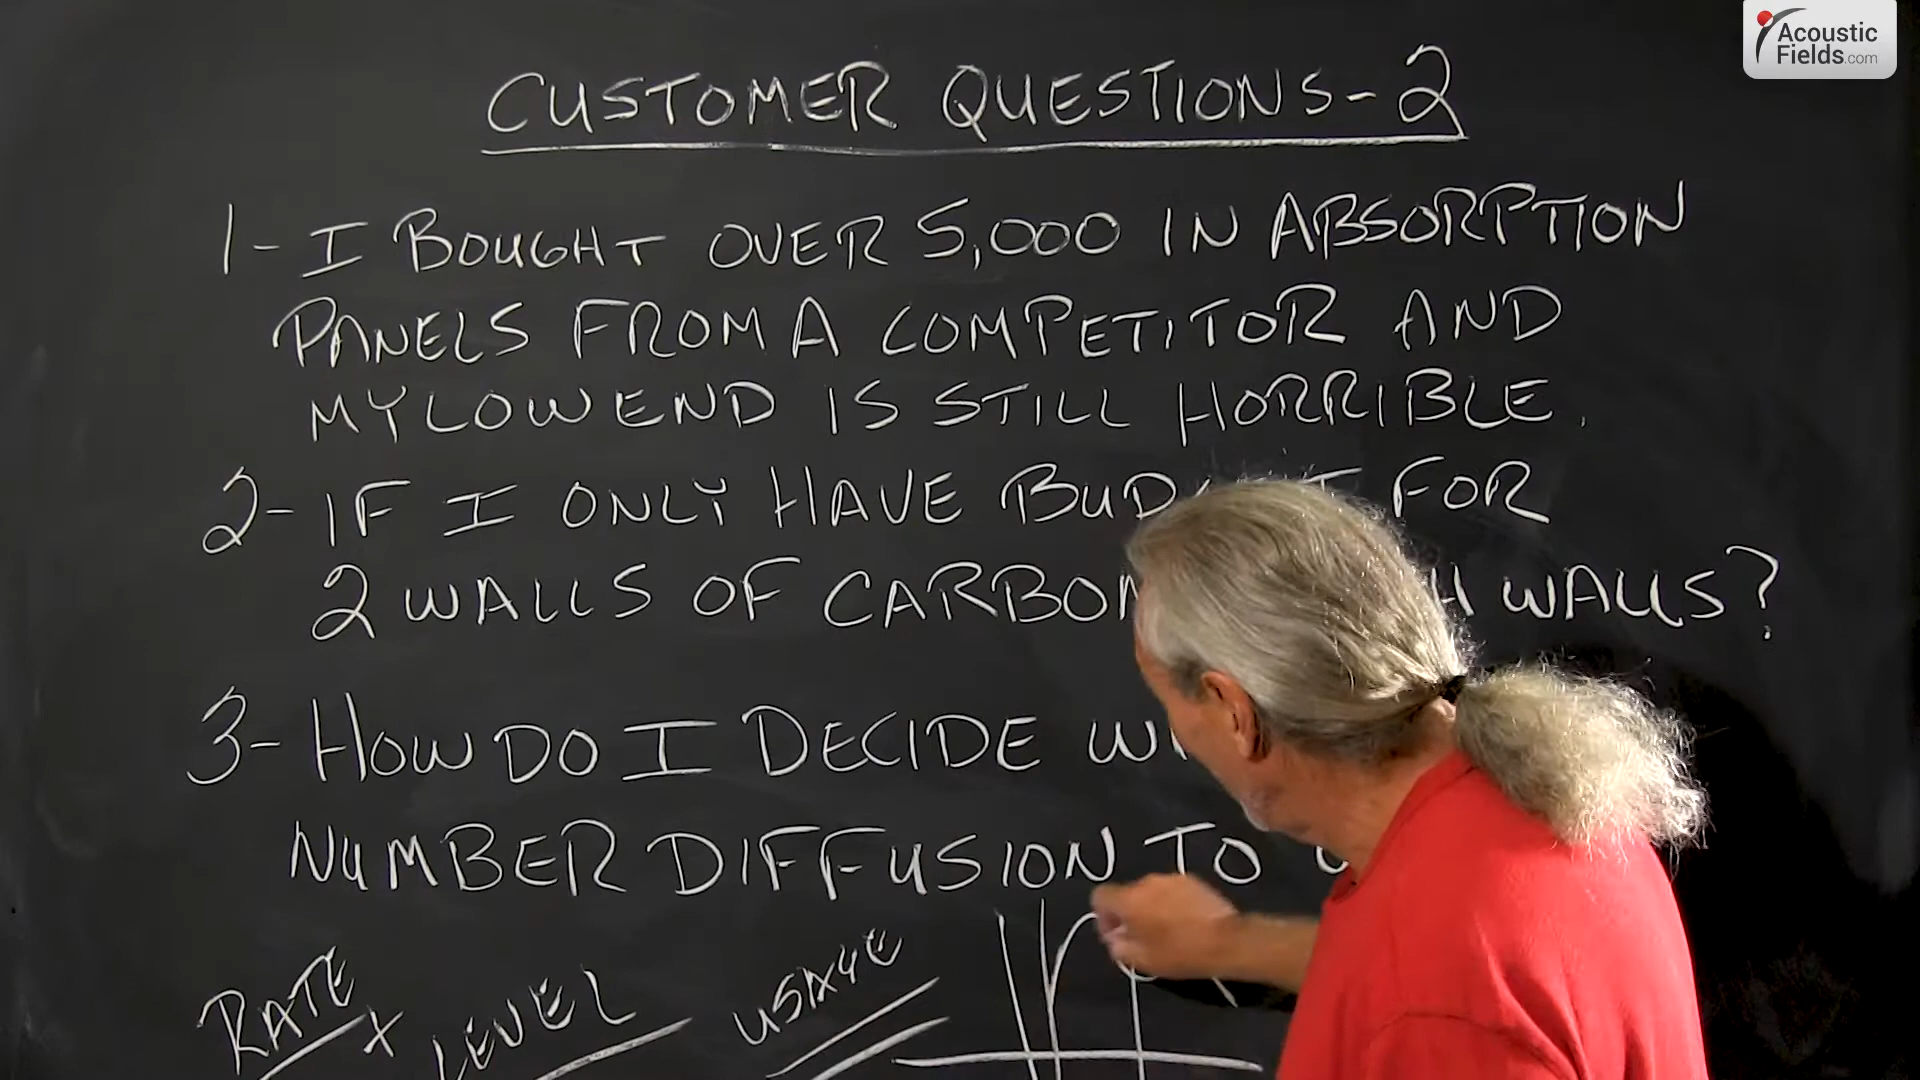 Acoustic
Fields.com
CUSTOMER QUESTIONS-2
1- I BOUGHT OVER 5,000 IN ABSORPTION
PANELS FROM A COMPETITOR AND
MY LOW END IS STILL HORRIBLE.
2- IF I ONLY HAVE FOR
2 WALLS OF WALLS?
3- HOW DO I DECIDE
NUMBER DIFFUSION TO
RATE x LEVEL USAGE